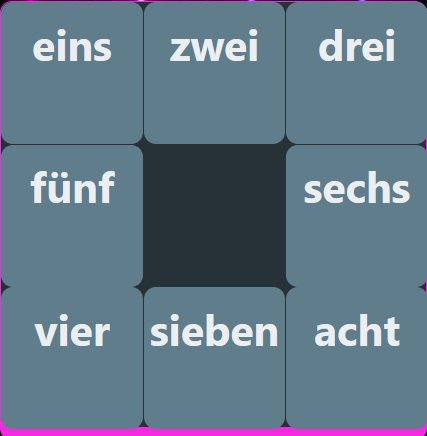 eins zwei drei
fünf sechs
vier sieben acht